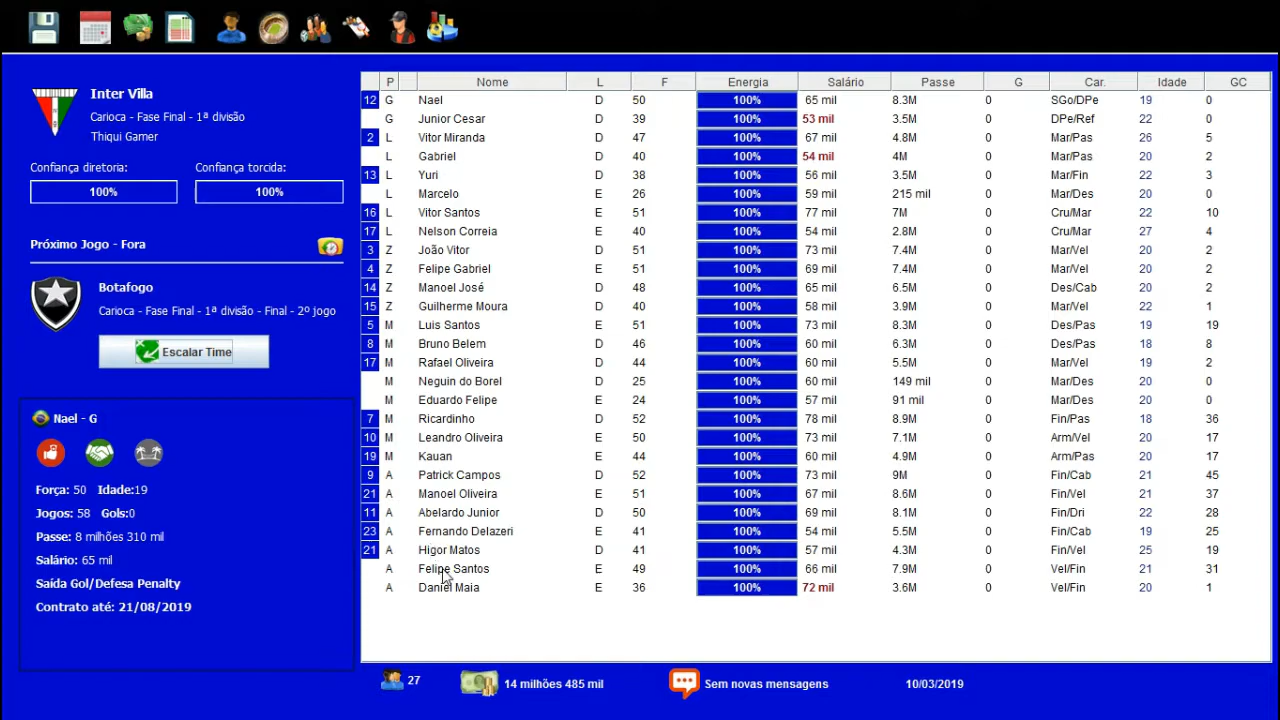 Inter Villa
Carioca - Fase Final - 1ª divisão
Thiqui Gamer
Confiança diretoria: Confiança torcida:
100% 100%
Próximo Jogo - Fora
Botafogo
Carioca - Fase Final - 1ª divisão - Final - 2º jogo
Escalar Time
Nael - G
Força: 50 Idade:19
Jogos: 58 Gols:0
Passe: 8 milhões 310 mil
Salário: 65 mil
Saída Gol/Defesa Penalty
Contrato até: 21/08/2019
P Nome L F Energia Salário Passe G Car. Idade GC
12 G Nael D 50 100% 65 mil 8.3M 0 SGo/DPe 19 0
G Junior Cesar D 39 100% 53 mil 3.5M 0 DPe/Ref 22 0
2 L Vitor Miranda D 47 100% 67 mil 4.8M 0 Mar/Pas 26 5
L Gabriel D 40 100% 54 mil 4M 0 Mar/Pas 20 2
13 L Yuri D 38 100% 56 mil 3.5M 0 Mar/Fin 22 3
L Marcelo E 26 100% 59 mil 215 mil 0 Mar/Des 20 0
16 L Vitor Santos E 51 100% 77 mil 7M 0 Cru/Mar 22 10
17 L Nelson Correia E 40 100% 54 mil 2.8M 0 Cru/Mar 27 4
3 Z João Vitor D 51 100% 73 mil 7.4M 0 Mar/Vel 20 2
4 Z Felipe Gabriel E 51 100% 69 mil 7.4M 0 Mar/Vel 20 2
14 Z Manoel José D 48 100% 65 mil 6.5M 0 Des/Cab 20 2
15 Z Guilherme Moura D 40 100% 58 mil 3.9M 0 Mar/Vel 22 1
5 M Luis Santos E 51 100% 73 mil 8.3M 0 Des/Pas 19 19
8 M Bruno Belem D 46 100% 60 mil 6.3M 0 Des/Pas 18 8
17 M Rafael Oliveira D 44 100% 60 mil 5.5M 0 Mar/Vel 19 2
M Neguin do Borel D 25 100% 60 mil 149 mil 0 Mar/Des 20 0
M Eduardo Felipe E 24 100% 57 mil 91 mil 0 Mar/Des 20 0
7 M Ricardinho D 52 100% 78 mil 8.9M 0 Fin/Pas 18 36
10 M Leandro Oliveira E 50 100% 73 mil 7.1M 0 Arm/Vel 20 17
19 M Kauan E 44 100% 60 mil 4.9M 0 Arm/Pas 20 17
9 A Patrick Campos D 52 100% 73 mil 9M 0 Fin/Cab 21 45
21 A Manoel Oliveira E 51 100% 67 mil 8.6M 0 Fin/Vel 21 37
11 A Abelardo Junior D 50 100% 69 mil 8.1M 0 Fin/Dri 22 28
23 A Fernando Delazeri E 41 100% 54 mil 5.5M 0 Fin/Cab 19 25
21 A Higor Matos D 41 100% 57 mil 4.3M 0 Fin/Vel 25 19
A Felipe Santos E 49 100% 66 mil 7.9M 0 Vel/Fin 21 31
A Daniel Maia E 36 100% 72 mil 3.6M 0 Vel/Fin 20 1
27 14 milhões 485 mil Sem novas mensagens 10/03/2019